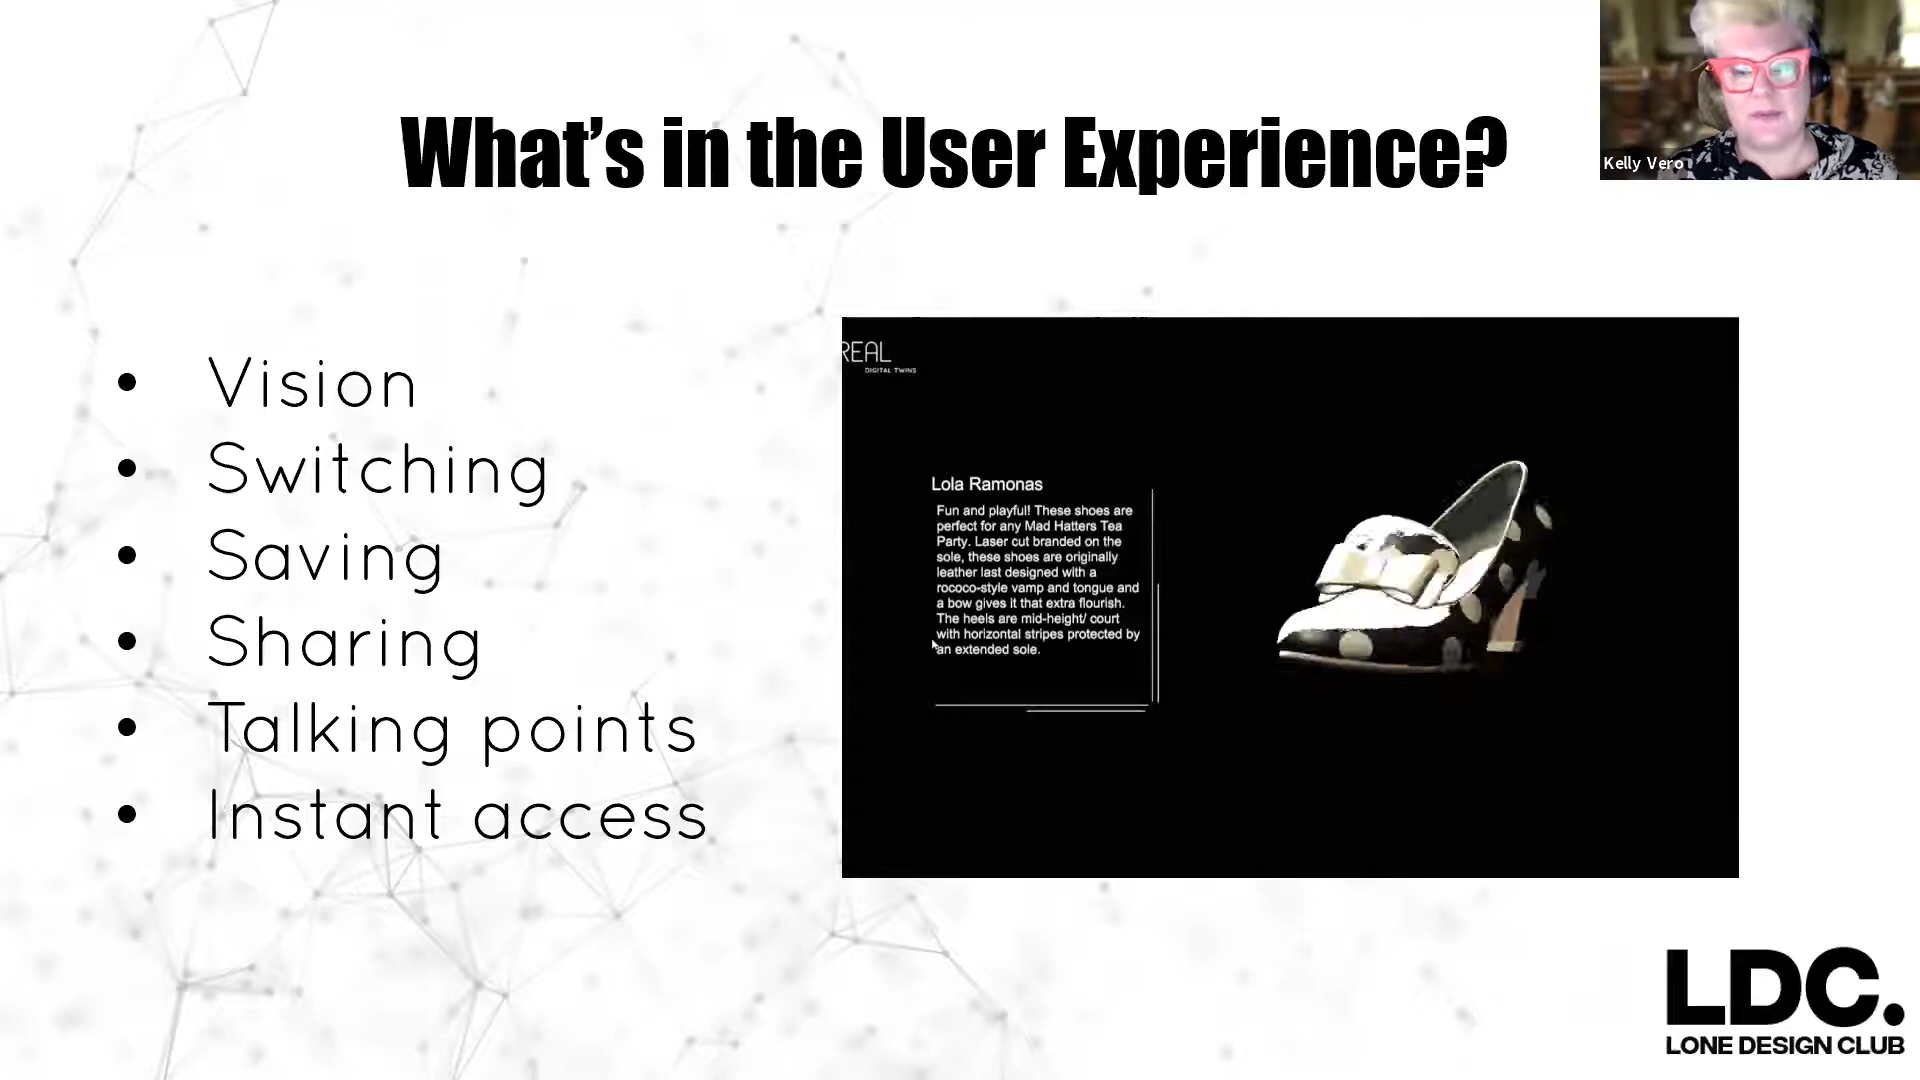 What's in the User Experience?
Kelly Vero
• Vision
• Switching
• Saving
• Sharing
• Talking points
• Instant access
REAL
DIGITAL TWINS
Lola Ramonas
Fun and playful! These shoes are
perfect for any Mad Hatters Tea
Party. Laser cut branded on the
sole, these shoes are originally
leather last designed with a
rococo-style vamp and tongue and
a bow gives it that extra flourish.
The heels are mid-height/ court
with horizontal stripes protected by
an extended sole.
LDC.
LONE DESIGN CLUB